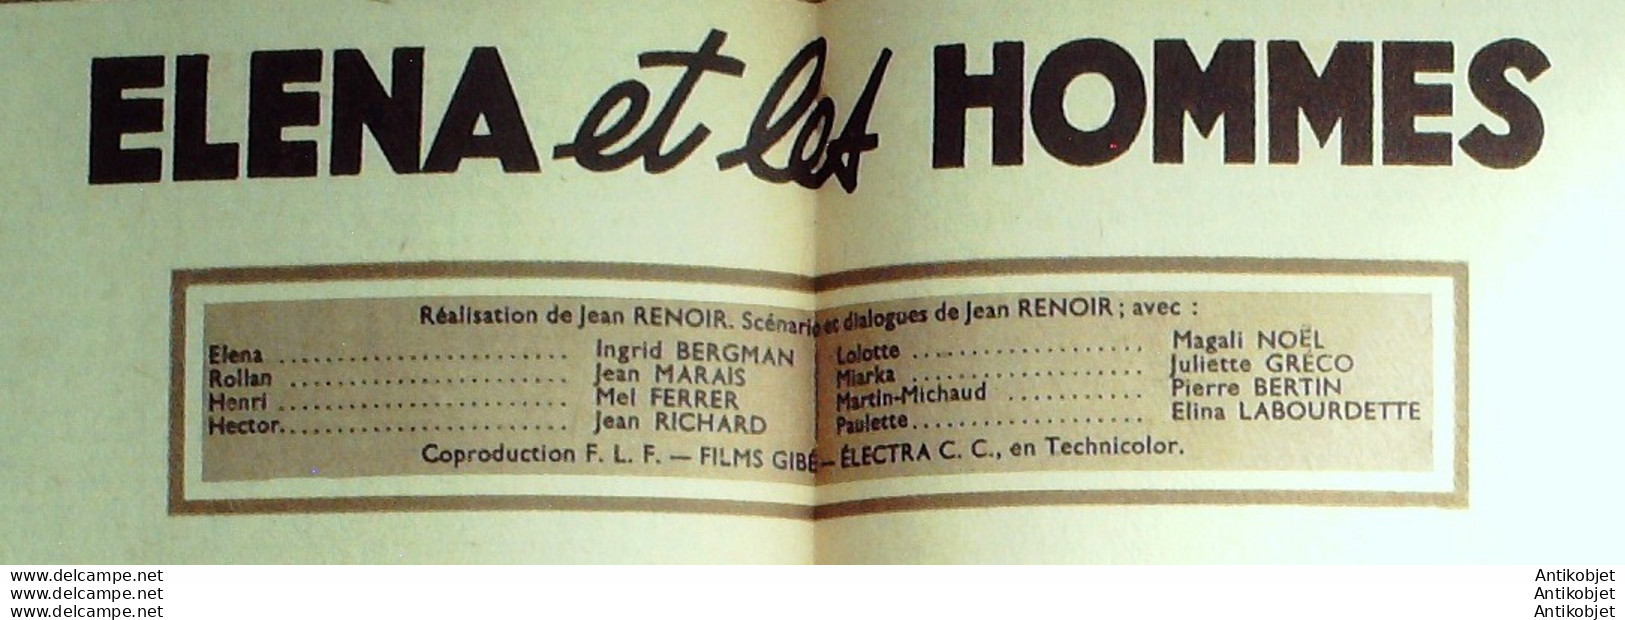 ELENA et les HOMMES
Réalisation de Jean RENOIR. Scénario et dialogues de Jean RENOIR ; avec :
Elena ........................ Ingrid BERGMAN
Rollan ........................ Jean MARAIS
Henri ........................ Mel FERRER
Hector........................ Jean RICHARD
Lolotte .................... Magali NOËL
Miarka .................... Juliette GRÉCO
Martin-Michaud ............ Pierre BERTIN
Paulette.................... Elina LABOURDETTE
Coproduction F. L. F. — FILMS GIBÉ — ÉLECTRA C. C., en Technicolor.
www.delcampe.net
www.delcampe.net
www.delcampe.net
Antikobjet
Antikobjet
Antikobjet